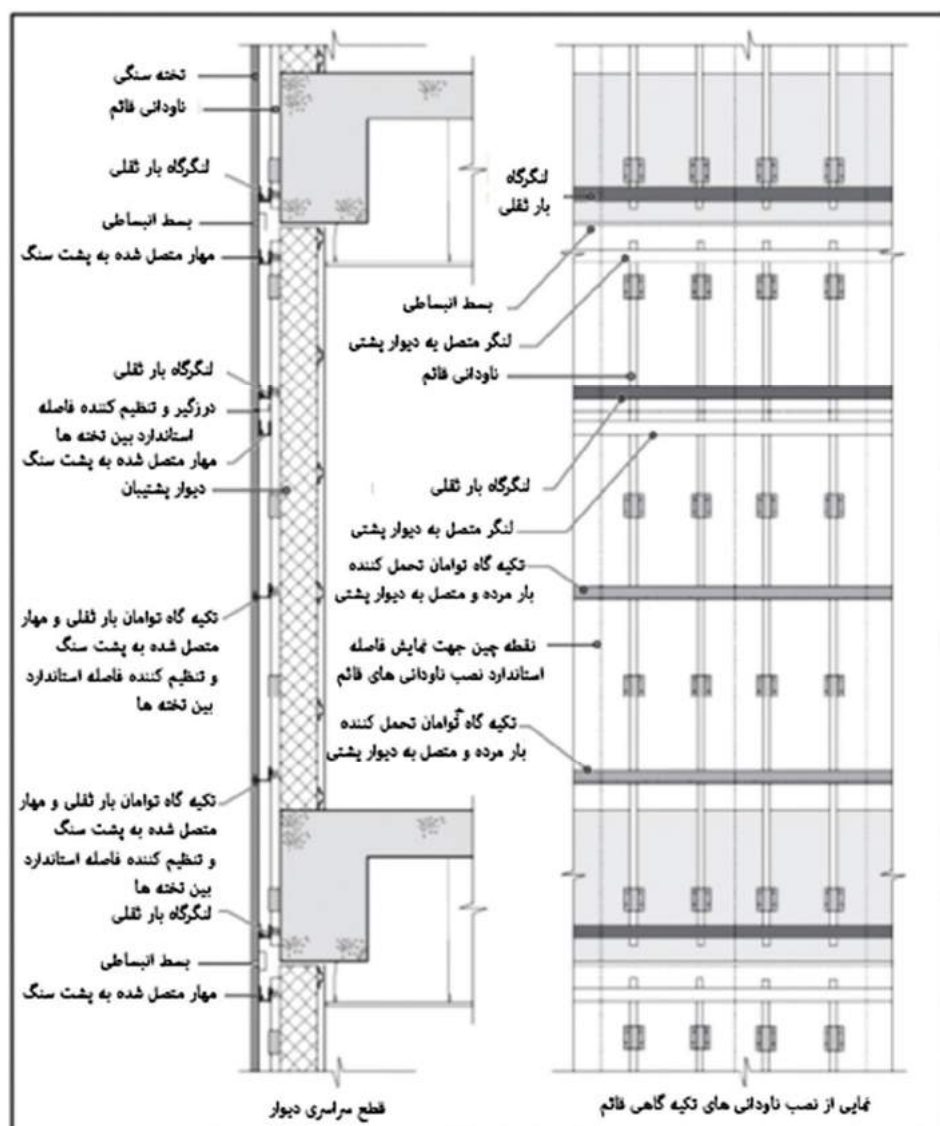 تخته سنگی
ناودانی قائم
لنگرگاه بار ثقلی
بسط انبساطی
مهار متصل شده به پشت سنگ
لنگرگاه بار ثقلی
درزگیر و تنظیم کننده فاصله
استاندارد بین تخته ها
مهار متصل شده به پشت سنگ
دیوار پشتیبان
تکیه گاه توامان بار ثقلی و مهار
متصل شده به پشت سنگ
و تنظیم کننده فاصله استاندارد
بین تخته ها
تکیه گاه توامان بار ثقلی و مهار
متصل شده به پشت سنگ
و تنظیم کننده فاصله استاندارد
بین تخته ها
لنگرگاه بار ثقلی
بسط انبساطی
مهار متصل شده به پشت سنگ
قطع سراسری دیوار
لنگرگاه
بار ثقلی
بسط انبساطی
لنگر متصل به دیوار پشتی
ناودانی قائم
لنگرگاه بار ثقلی
لنگر متصل به دیوار پشتی
تکیه گاه توامان تحمل کننده
بار مرده و متصل به دیوار پشتی
نقطه چین جهت نمایش فاصله
استاندارد نصب ناودانی های قائم
تکیه گاه توامان تحمل کننده
بار مرده و متصل به دیوار پشتی
نمایی از نصب ناودانی های تکیه گاهی قائم